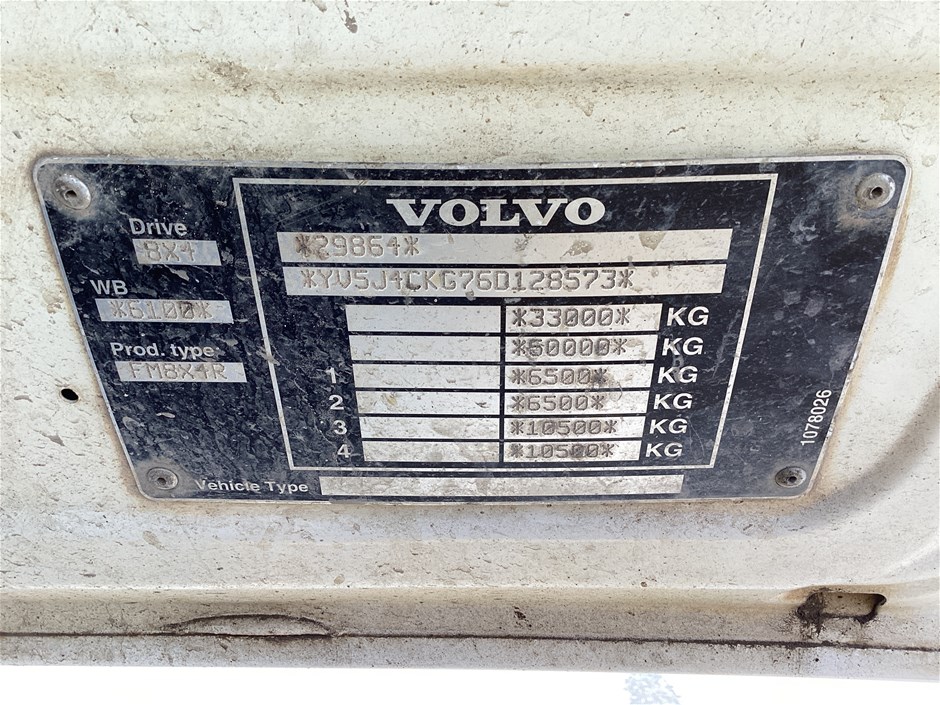 VOLVO
Drive
8X4
*29864*
*YV5J4CKG76D128573*
WB
*6100*
*33000* KG
*50000* KG
Prod. type:
FM8X4R
1 *6500* KG
2 *6500* KG
3 *10500* KG
4 *10500* KG
Vehicle Type
1078026